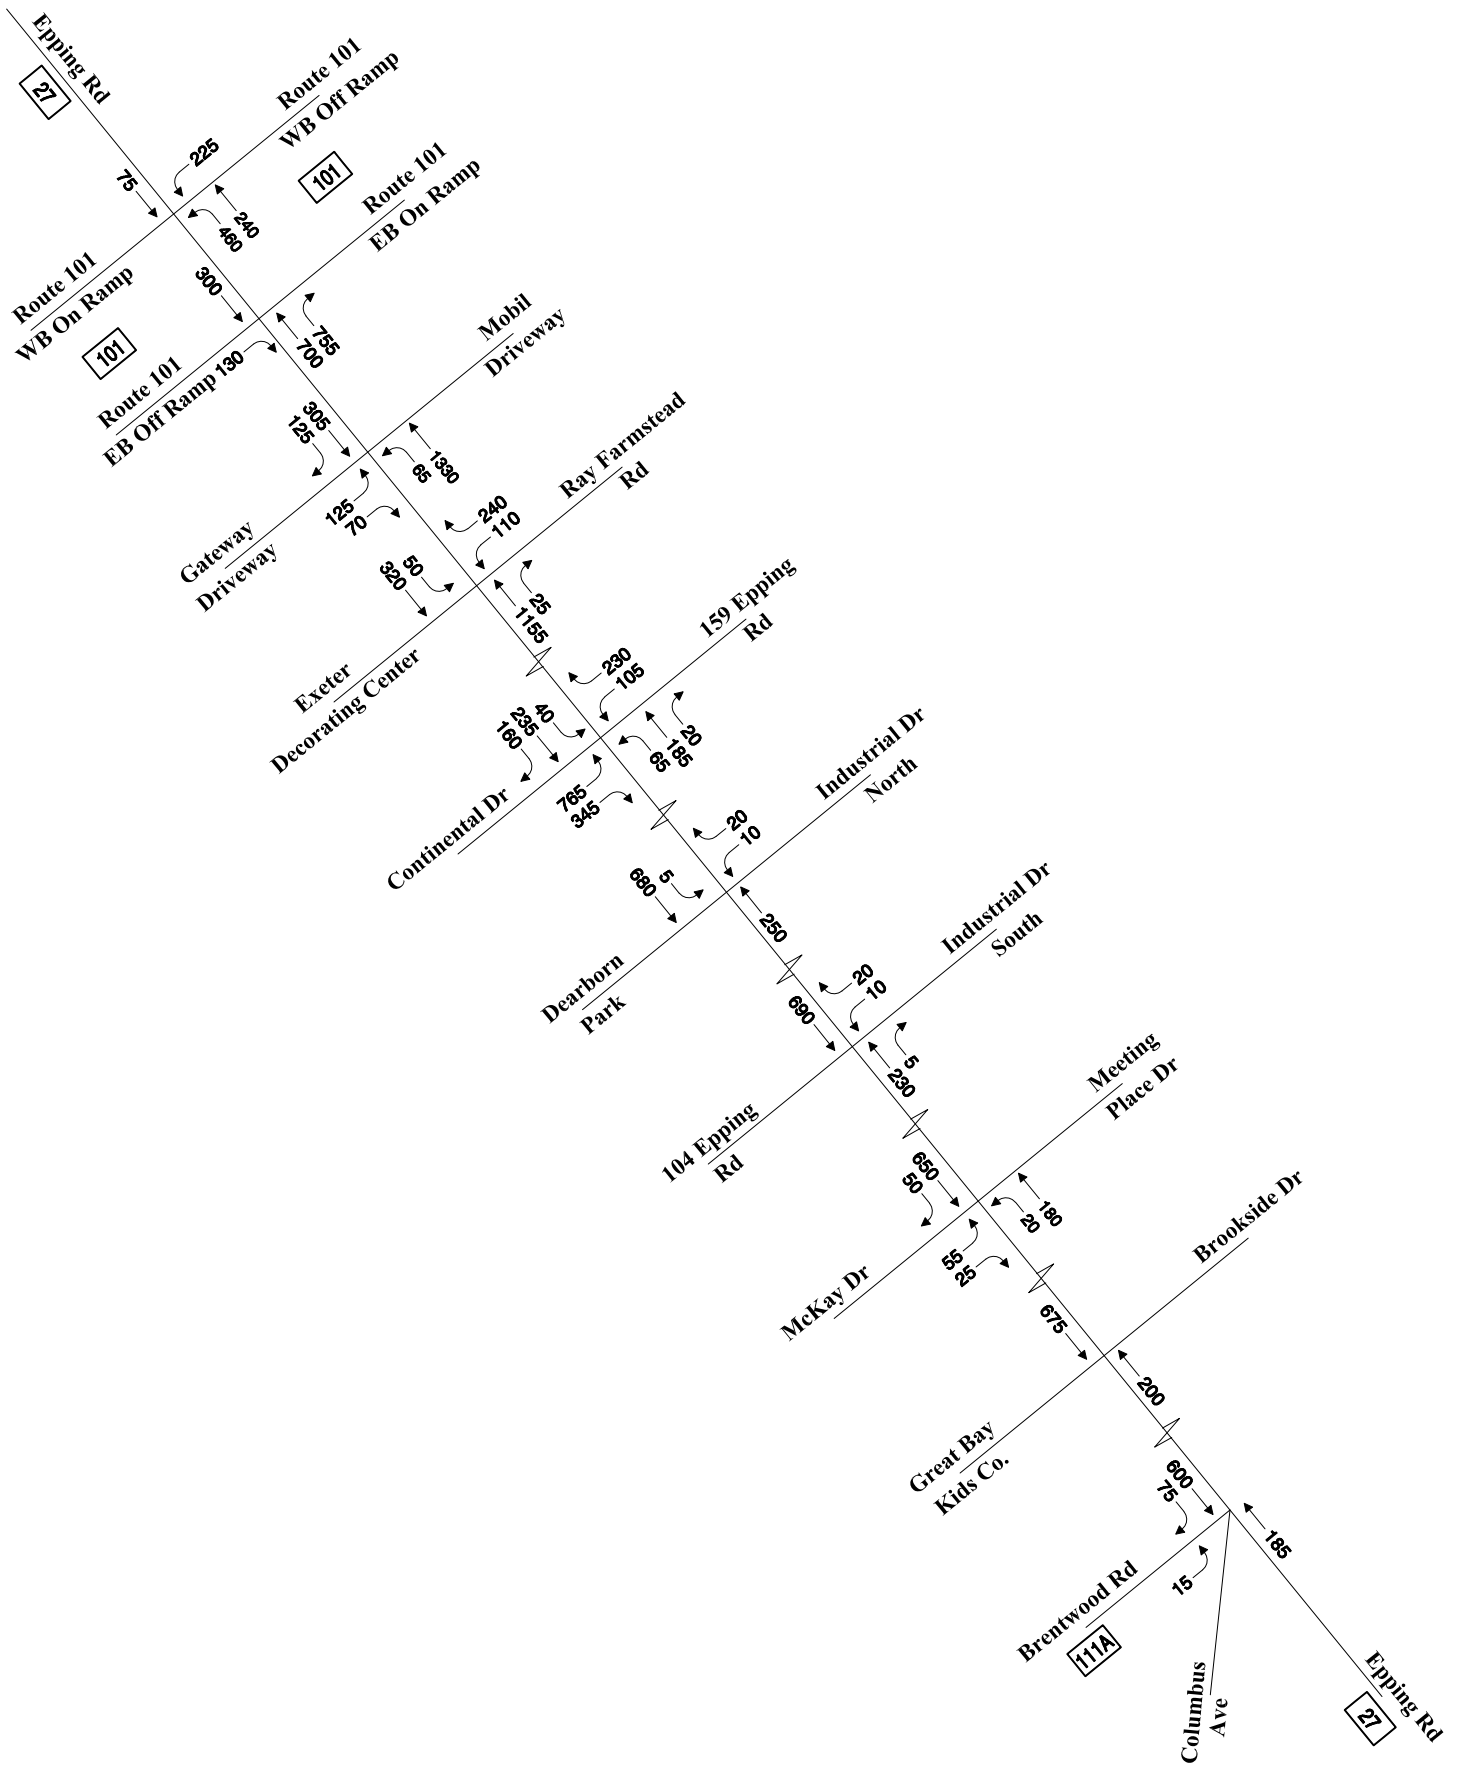 Epping Rd
27
Route 101
WB Off Ramp
101
225
75
240
460
Route 101
EB On Ramp
Route 101
WB On Ramp
101
300
755
700
Route 101
EB Off Ramp
130
Mobil
Driveway
305
125
1330
65
125
70
Gateway
Driveway
Ray Farmstead
Rd
240
110
50
320
25
1155
Exeter
Decorating Center
159 Epping
Rd
230
105
40
235
160
20
185
65
765
345
Continental Dr
Industrial Dr
North
20
10
5
680
250
Dearborn
Park
Industrial Dr
South
20
10
690
5
230
104 Epping
Rd
Meeting
Place Dr
650
50
180
20
55
25
McKay Dr
Brookside Dr
675
200
Great Bay
Kids Co.
600
75
185
15
Brentwood Rd
111A
Columbus
Ave
Epping Rd
27